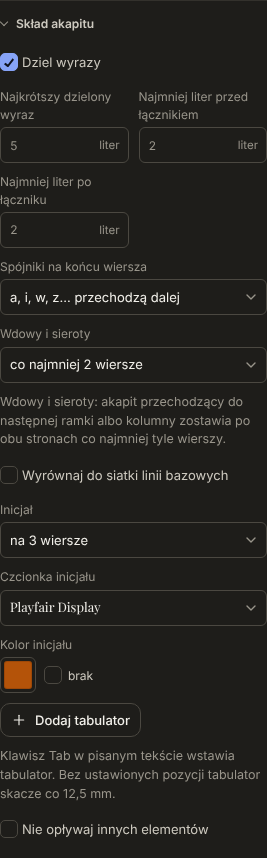 Skład akapitu
Dziel wyrazy
Najkrótszy dzielony
wyraz
5 liter
Najmniej liter przed
łącznikiem
2 liter
Najmniej liter po
łączniku
2 liter
Spójniki na końcu wiersza
a, i, w, z… przechodzą dalej
Wdowy i sieroty
co najmniej 2 wiersze
Wdowy i sieroty: akapit przechodzący do
następnej ramki albo kolumny zostawia po
obu stronach co najmniej tyle wierszy.
Wyrównaj do siatki linii bazowych
Inicjał
na 3 wiersze
Czcionka inicjału
Playfair Display
Kolor inicjału
brak
+ Dodaj tabulator
Klawisz Tab w pisanym tekście wstawia
tabulator. Bez ustawionych pozycji tabulator
skacze co 12,5 mm.
Nie opływaj innych elementów